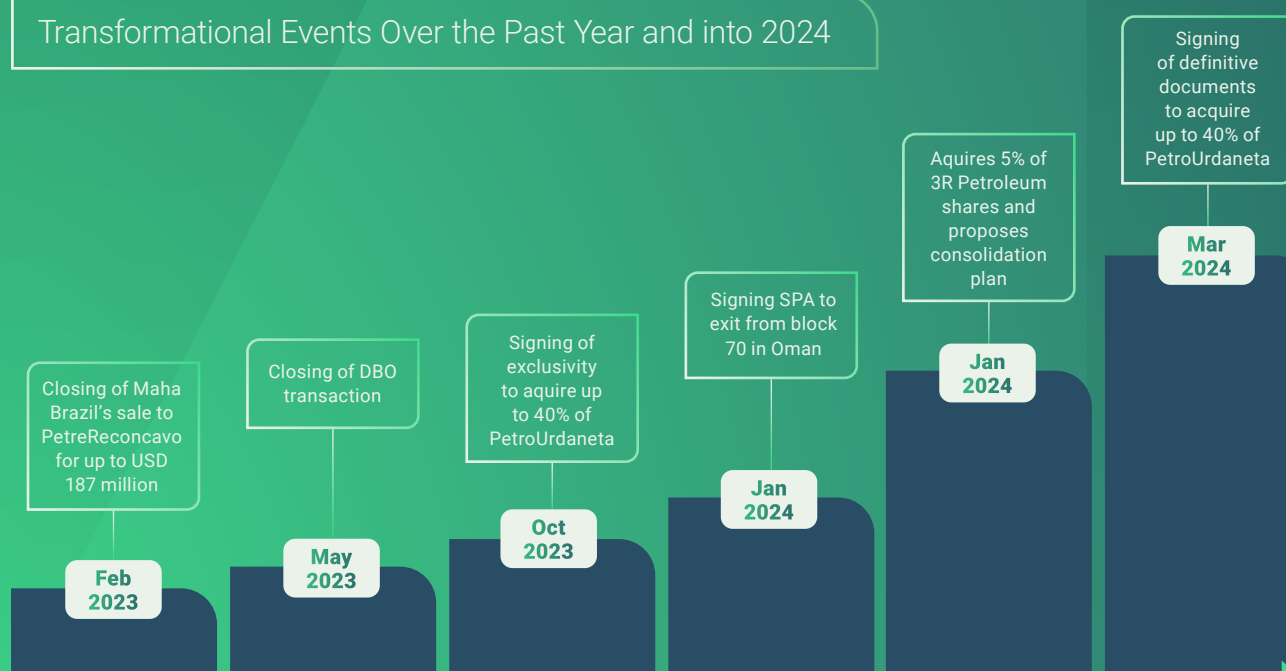 Transformational Events Over the Past Year and into 2024
Closing of Maha
Brazil's sale to
PetreReconcavo
for up to USD
187 million
Feb
2023
Closing of DBO
transaction
May
2023
Signing of
exclusivity
to aquire up
to 40% of
PetroUrdaneta
Oct
2023
Signing SPA to
exit from block
70 in Oman
Jan
2024
Aquires 5% of
3R Petroleum
shares and
proposes
consolidation
plan
Jan
2024
Signing
of definitive
documents
to acquire
up to 40% of
PetroUrdaneta
Mar
2024